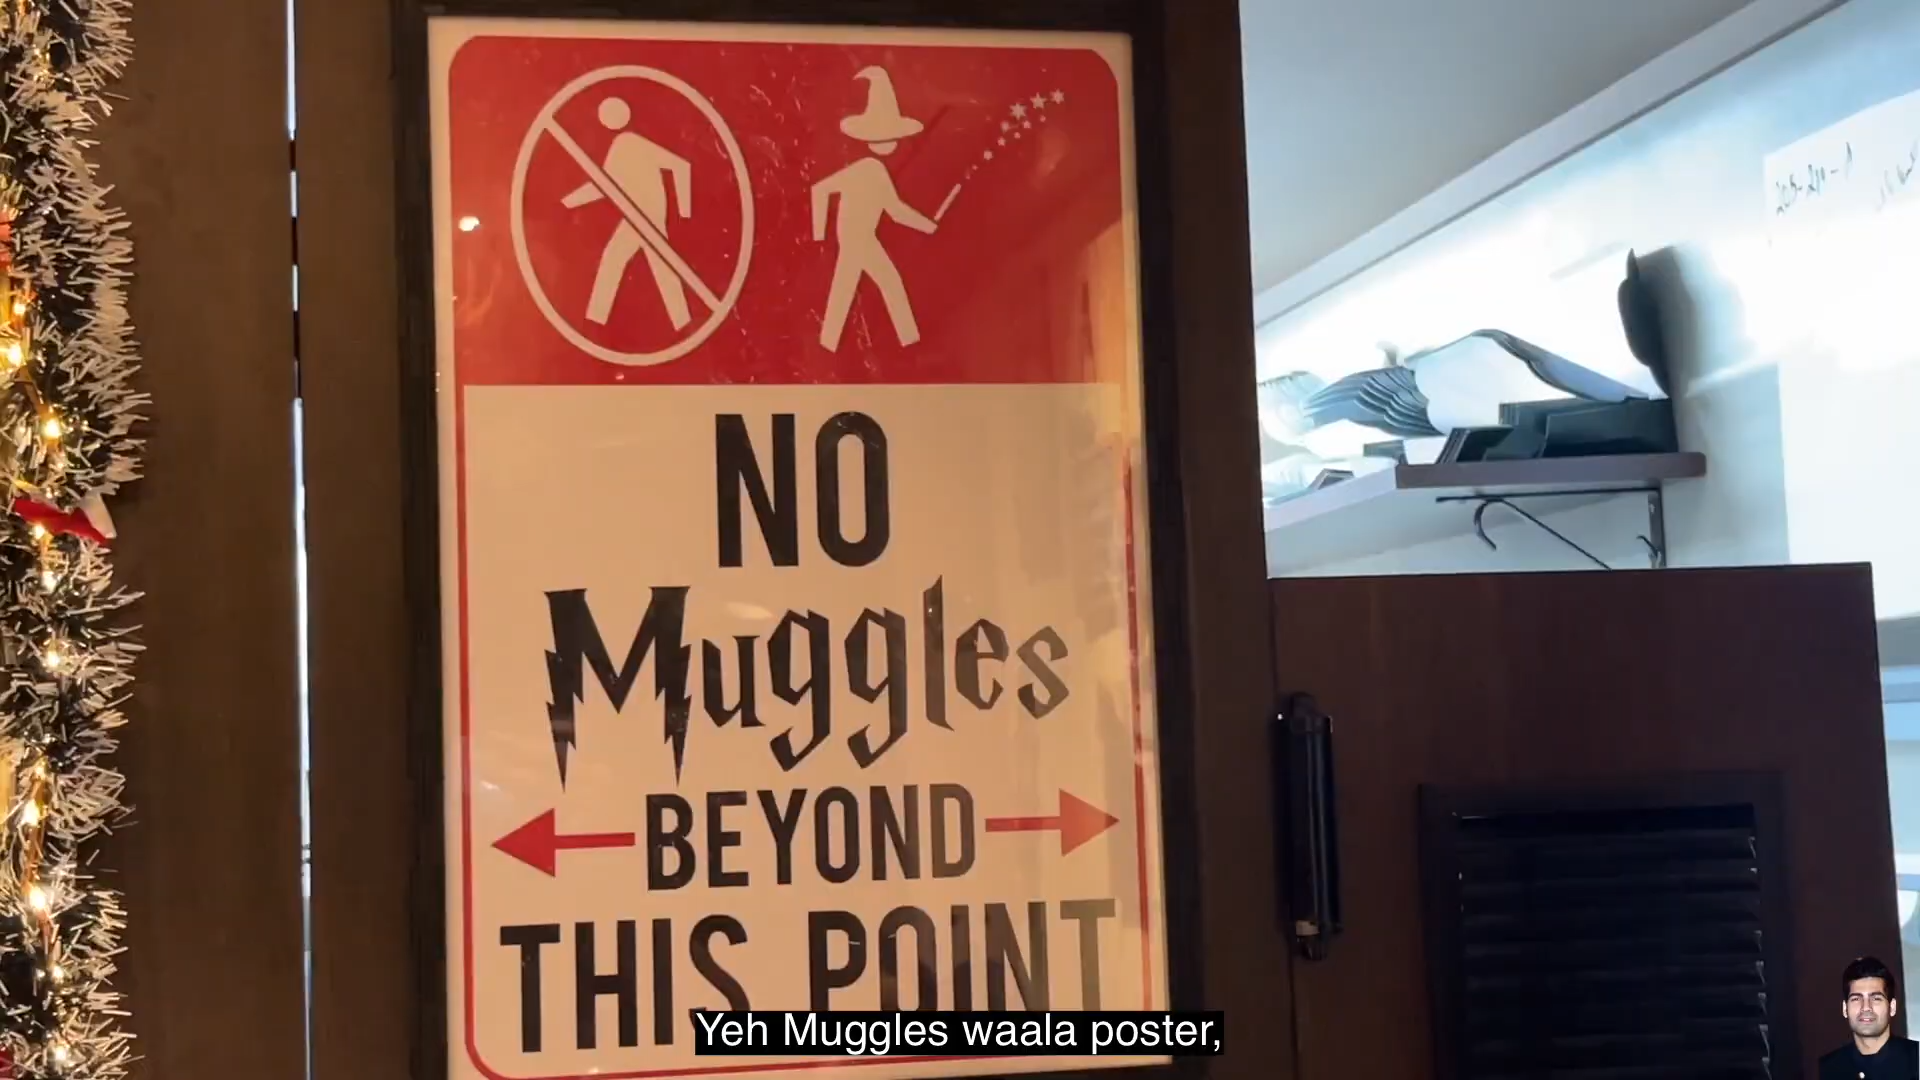 NO
Muggles
BEYOND
THIS POINT
Yeh Muggles waala poster,